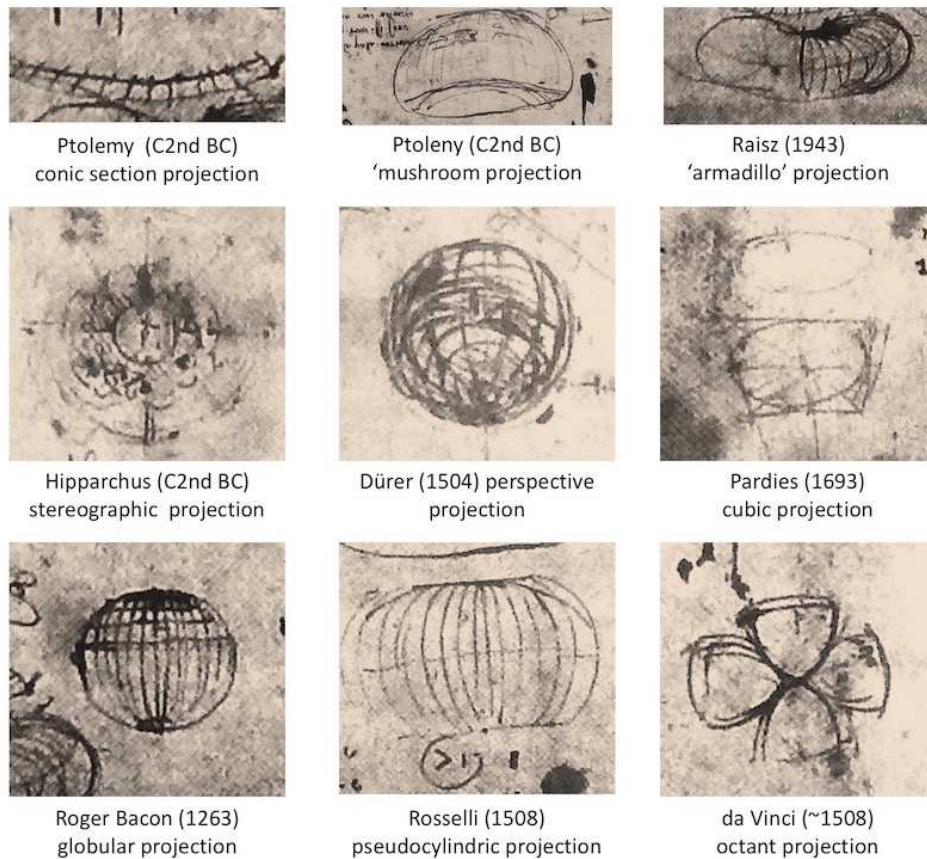 Ptolemy (C2nd BC)
conic section projection
Ptoleny (C2nd BC)
‘mushroom projection
Raisz (1943)
‘armadillo’ projection
Hipparchus (C2nd BC)
stereographic projection
Dürer (1504) perspective
projection
Pardies (1693)
cubic projection
Roger Bacon (1263)
globular projection
Rosselli (1508)
pseudocylindric projection
da Vinci (~1508)
octant projection